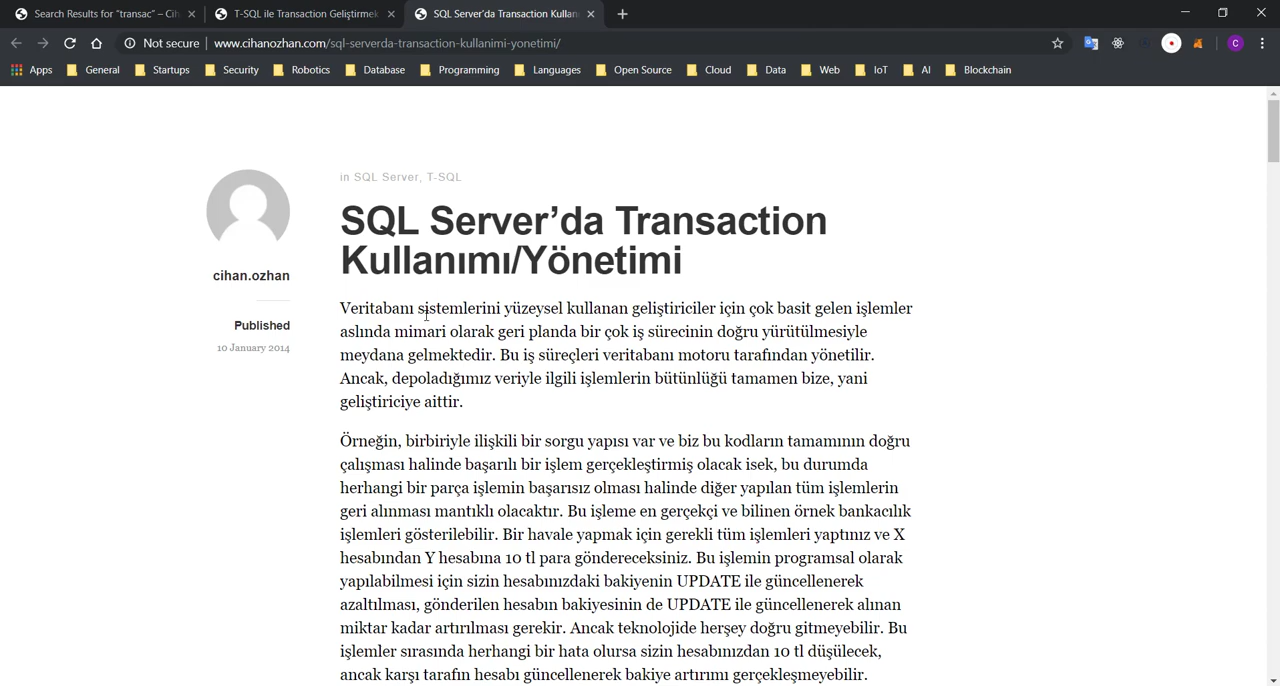 Search Results for "transac" – Cih
T-SQL ile Transaction Geliştirmek
SQL Server'da Transaction Kullan
Not secure
www.cihanozhan.com/sql-serverda-transaction-kullanimi-yonetimi/
C
Apps
General
Startups
Security
Robotics
Database
Programming
Languages
Open Source
Cloud
Data
Web
IoT
AI
Blockchain
in SQL Server, T-SQL
SQL Server'da Transaction
Kullanımı/Yönetimi
cihan.ozhan
Published
10 January 2014
Veritabanı sistemlerini yüzeysel kullanan geliştiriciler için çok basit gelen işlemler
aslında mimari olarak geri planda bir çok iş sürecinin doğru yürütülmesiyle
meydana gelmektedir. Bu iş süreçleri veritabanı motoru tarafından yönetilir.
Ancak, depoladığımız veriyle ilgili işlemlerin bütünlüğü tamamen bize, yani
geliştiriciye aittir.
Örneğin, birbiriyle ilişkili bir sorgu yapısı var ve biz bu kodların tamamının doğru
çalışması halinde başarılı bir işlem gerçekleştirmiş olacak isek, bu durumda
herhangi bir parça işlemin başarısız olması halinde diğer yapılan tüm işlemlerin
geri alınması mantıklı olacaktır. Bu işleme en gerçekçi ve bilinen örnek bankacılık
işlemleri gösterilebilir. Bir havale yapmak için gerekli tüm işlemleri yaptınız ve X
hesabından Y hesabına 10 tl para göndereceksiniz. Bu işlemin programsal olarak
yapılabilmesi için sizin hesabınızdaki bakiyenin UPDATE ile güncellenerek
azaltılması, gönderilen hesabın bakiyesinin de UPDATE ile güncellenerek alınan
miktar kadar artırılması gerekir. Ancak teknolojide herşey doğru gitmeyebilir. Bu
işlemler sırasında herhangi bir hata olursa sizin hesabınızdan 10 tl düşülecek,
ancak karşı tarafın hesabı güncellenerek bakiye artırımı gerçekleşmeyebilir.